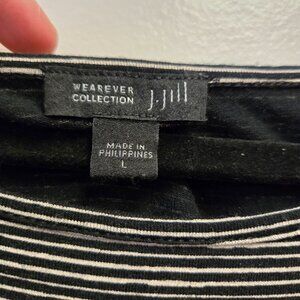 WEAREVER
COLLECTION
J.Jill
MADE IN
PHILIPPINES
L